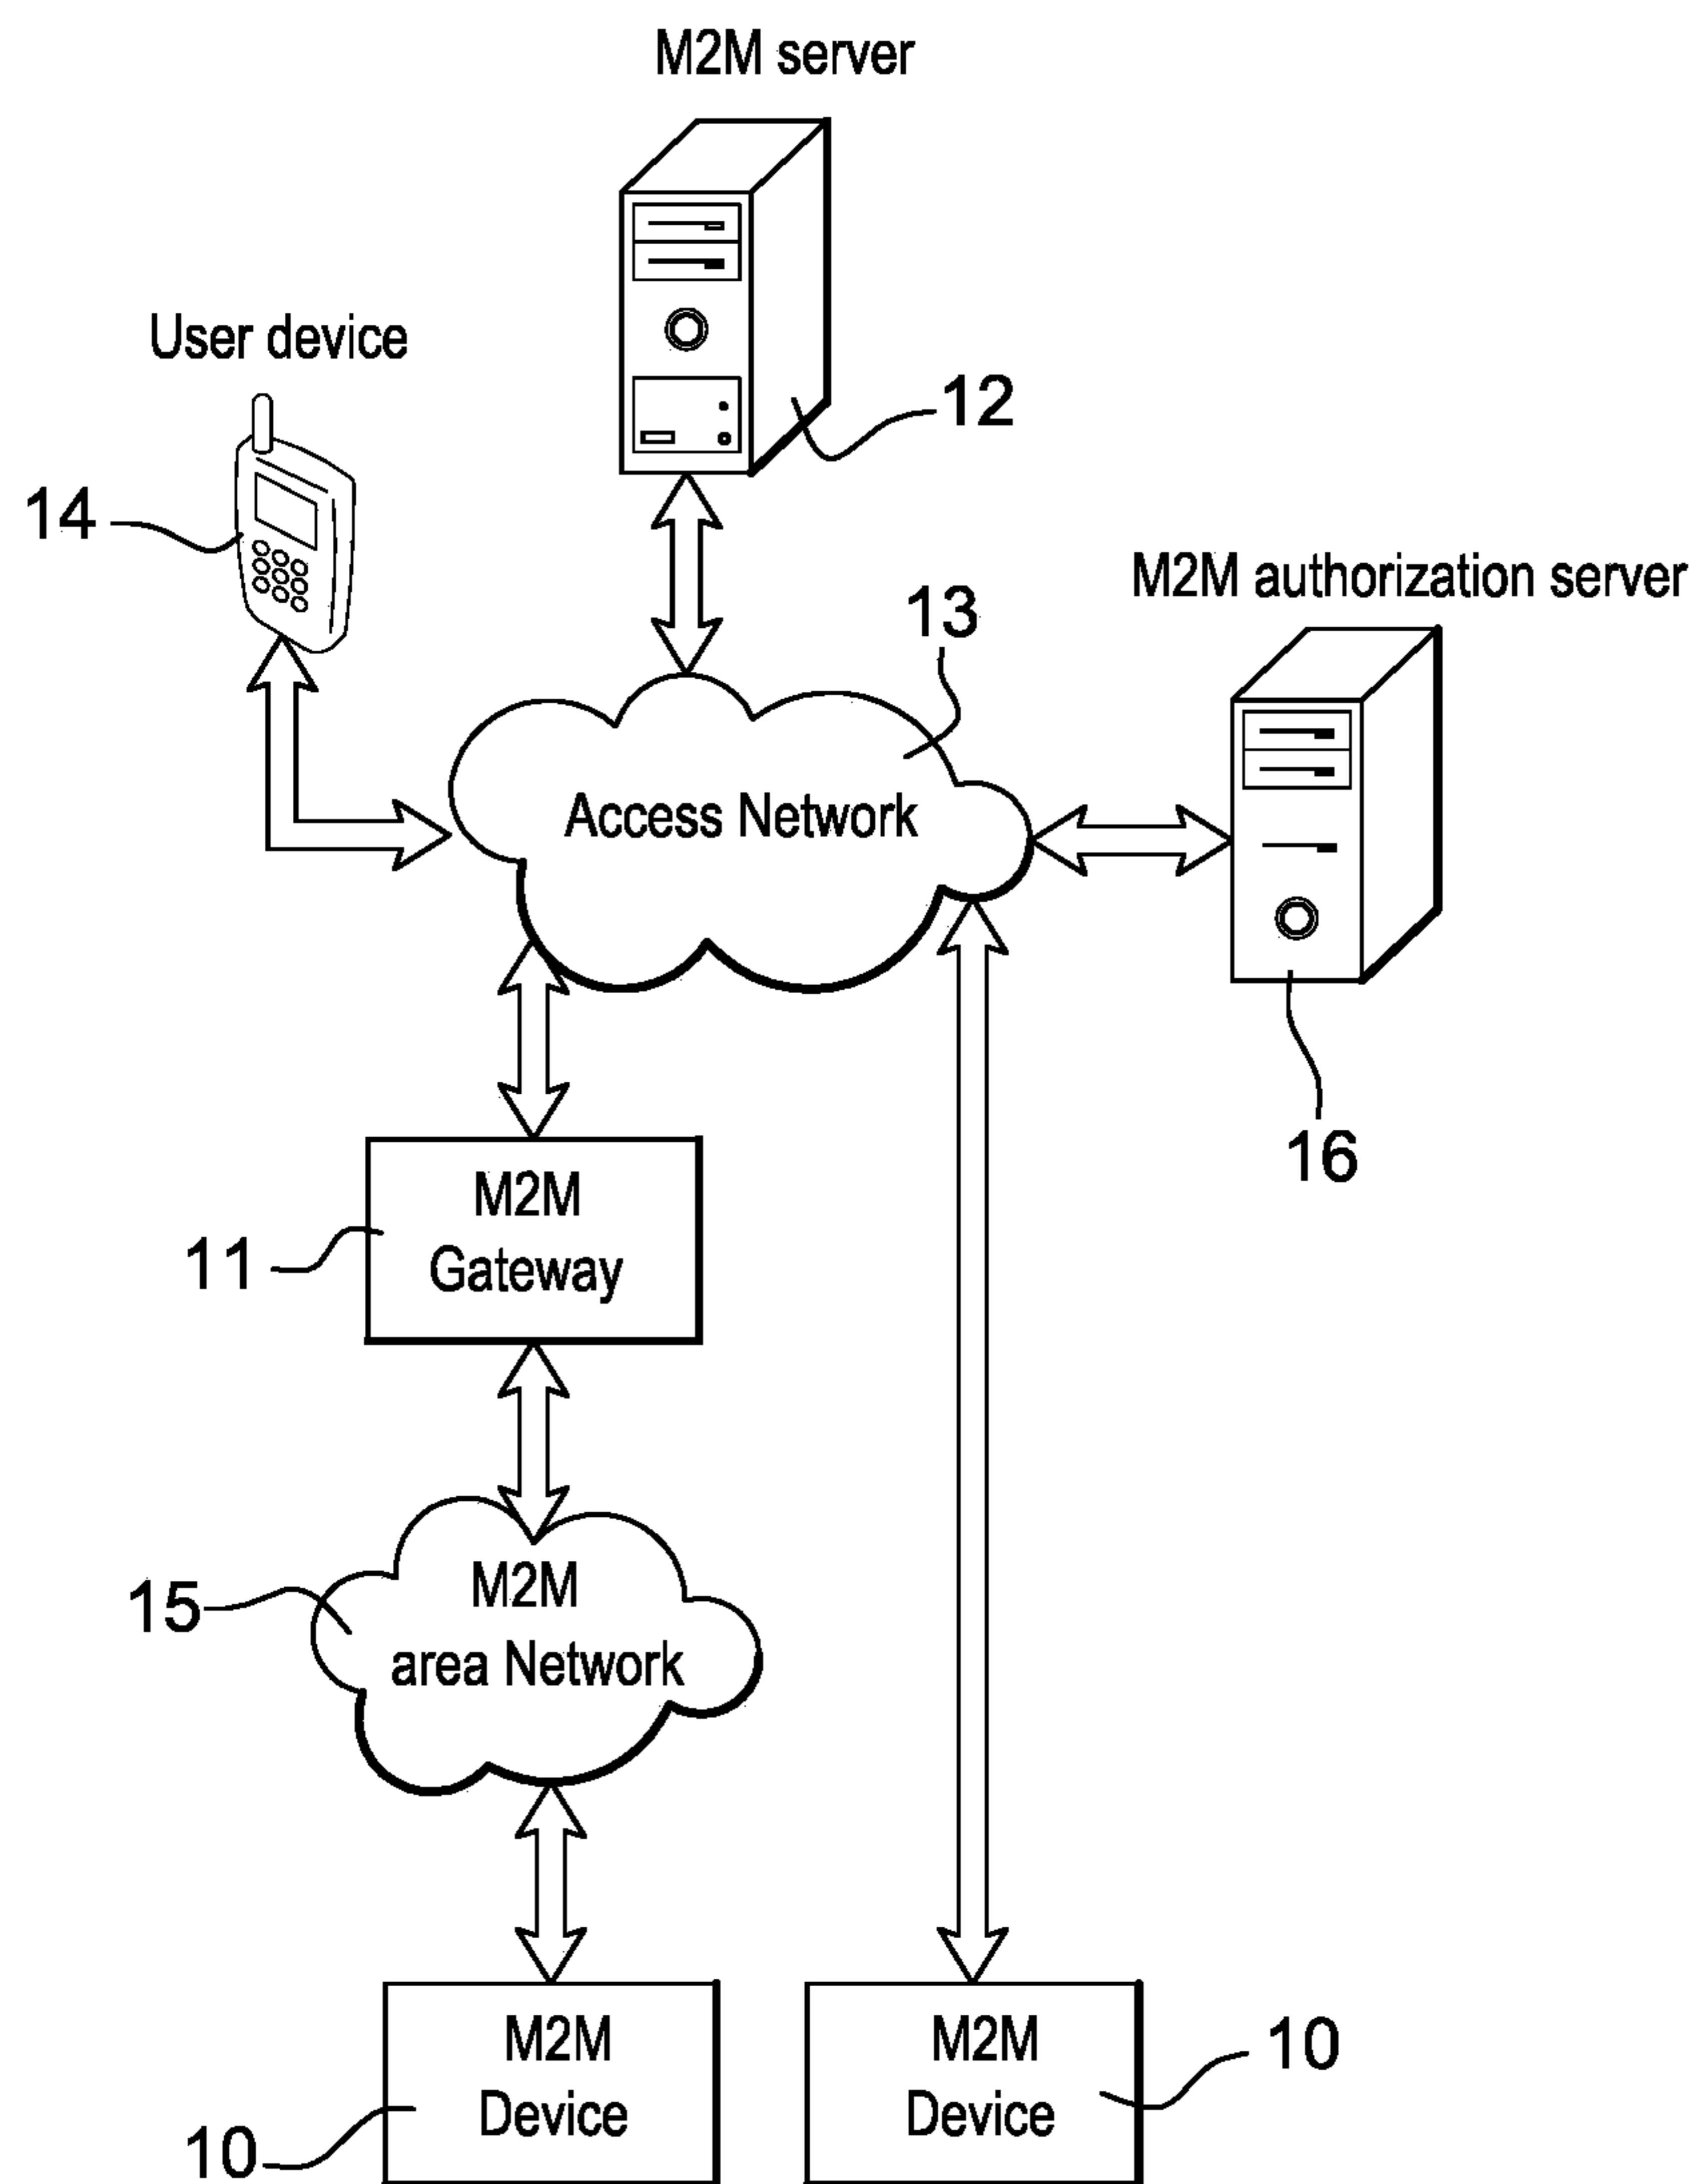 M2M server
User device
12
14
M2M authorization server
13
Access Network
16
M2M
Gateway
11
M2M
15
area Network
M2M
Device
10
M2M
Device
10